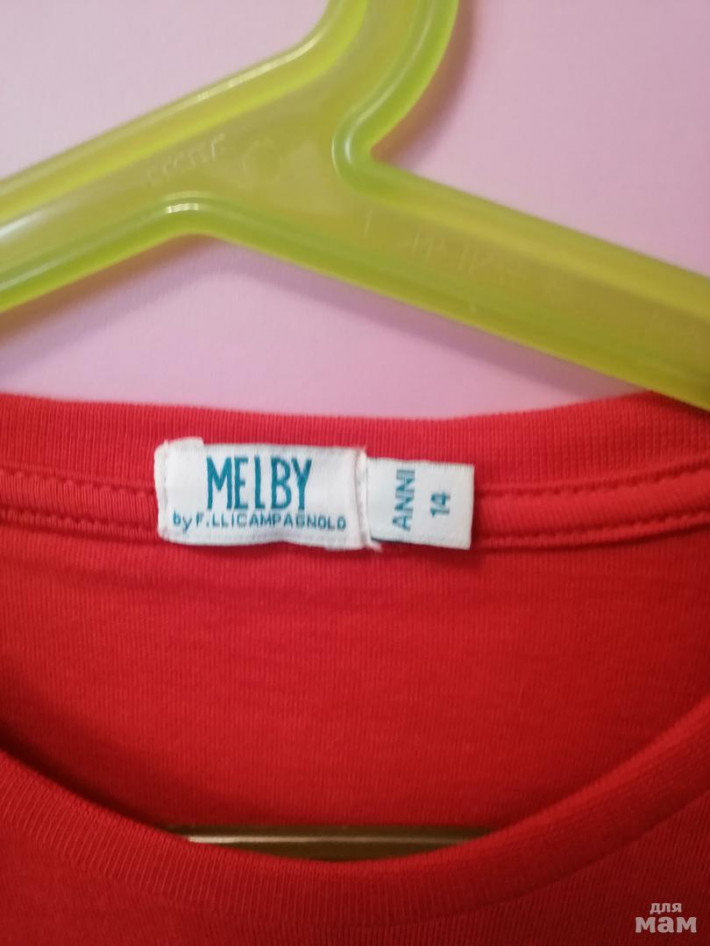 MELBY
by F.LLICAMPAGNOLO
ANNI
14
для
мам